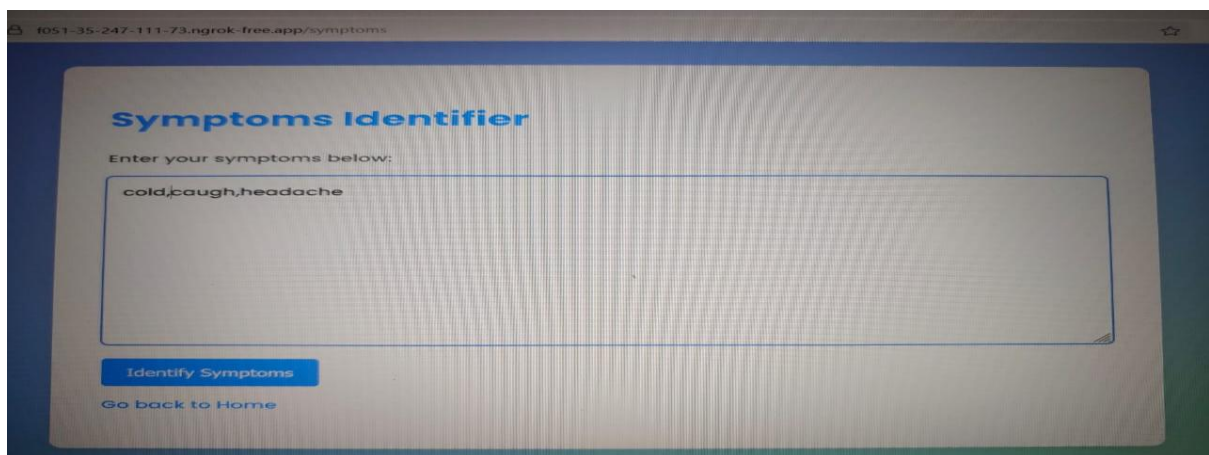 f051-35-247-111-73.ngrok-free.app/symptoms
Symptoms Identifier
Enter your symptoms below:
cold,caugh,headache
Identify Symptoms
Go back to Home